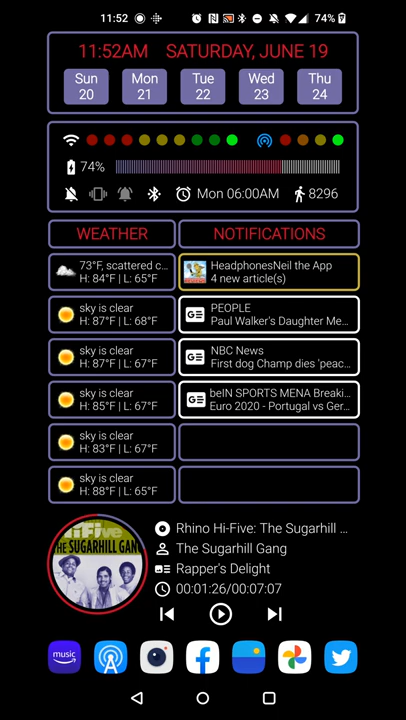 11:52
74%
11:52AM SATURDAY, JUNE 19
Sun Mon Tue Wed Thu
20 21 22 23 24
74%
Mon 06:00AM 8296
WEATHER NOTIFICATIONS
73°F, scattered c...
H: 84°F | L: 65°F
HeadphonesNeil the App
4 new article(s)
sky is clear
H: 87°F | L: 68°F
PEOPLE
Paul Walker's Daughter Me...
sky is clear
H: 87°F | L: 67°F
NBC News
First dog Champ dies 'peac...
sky is clear
H: 85°F | L: 67°F
beIN SPORTS MENA Breaki...
Euro 2020 - Portugal vs Ger...
sky is clear
H: 83°F | L: 67°F
sky is clear
H: 88°F | L: 65°F
HiFive
THE SUGARHILL GANG
Rhino Hi-Five: The Sugarhill ...
The Sugarhill Gang
Rapper's Delight
00:01:26/00:07:07
music